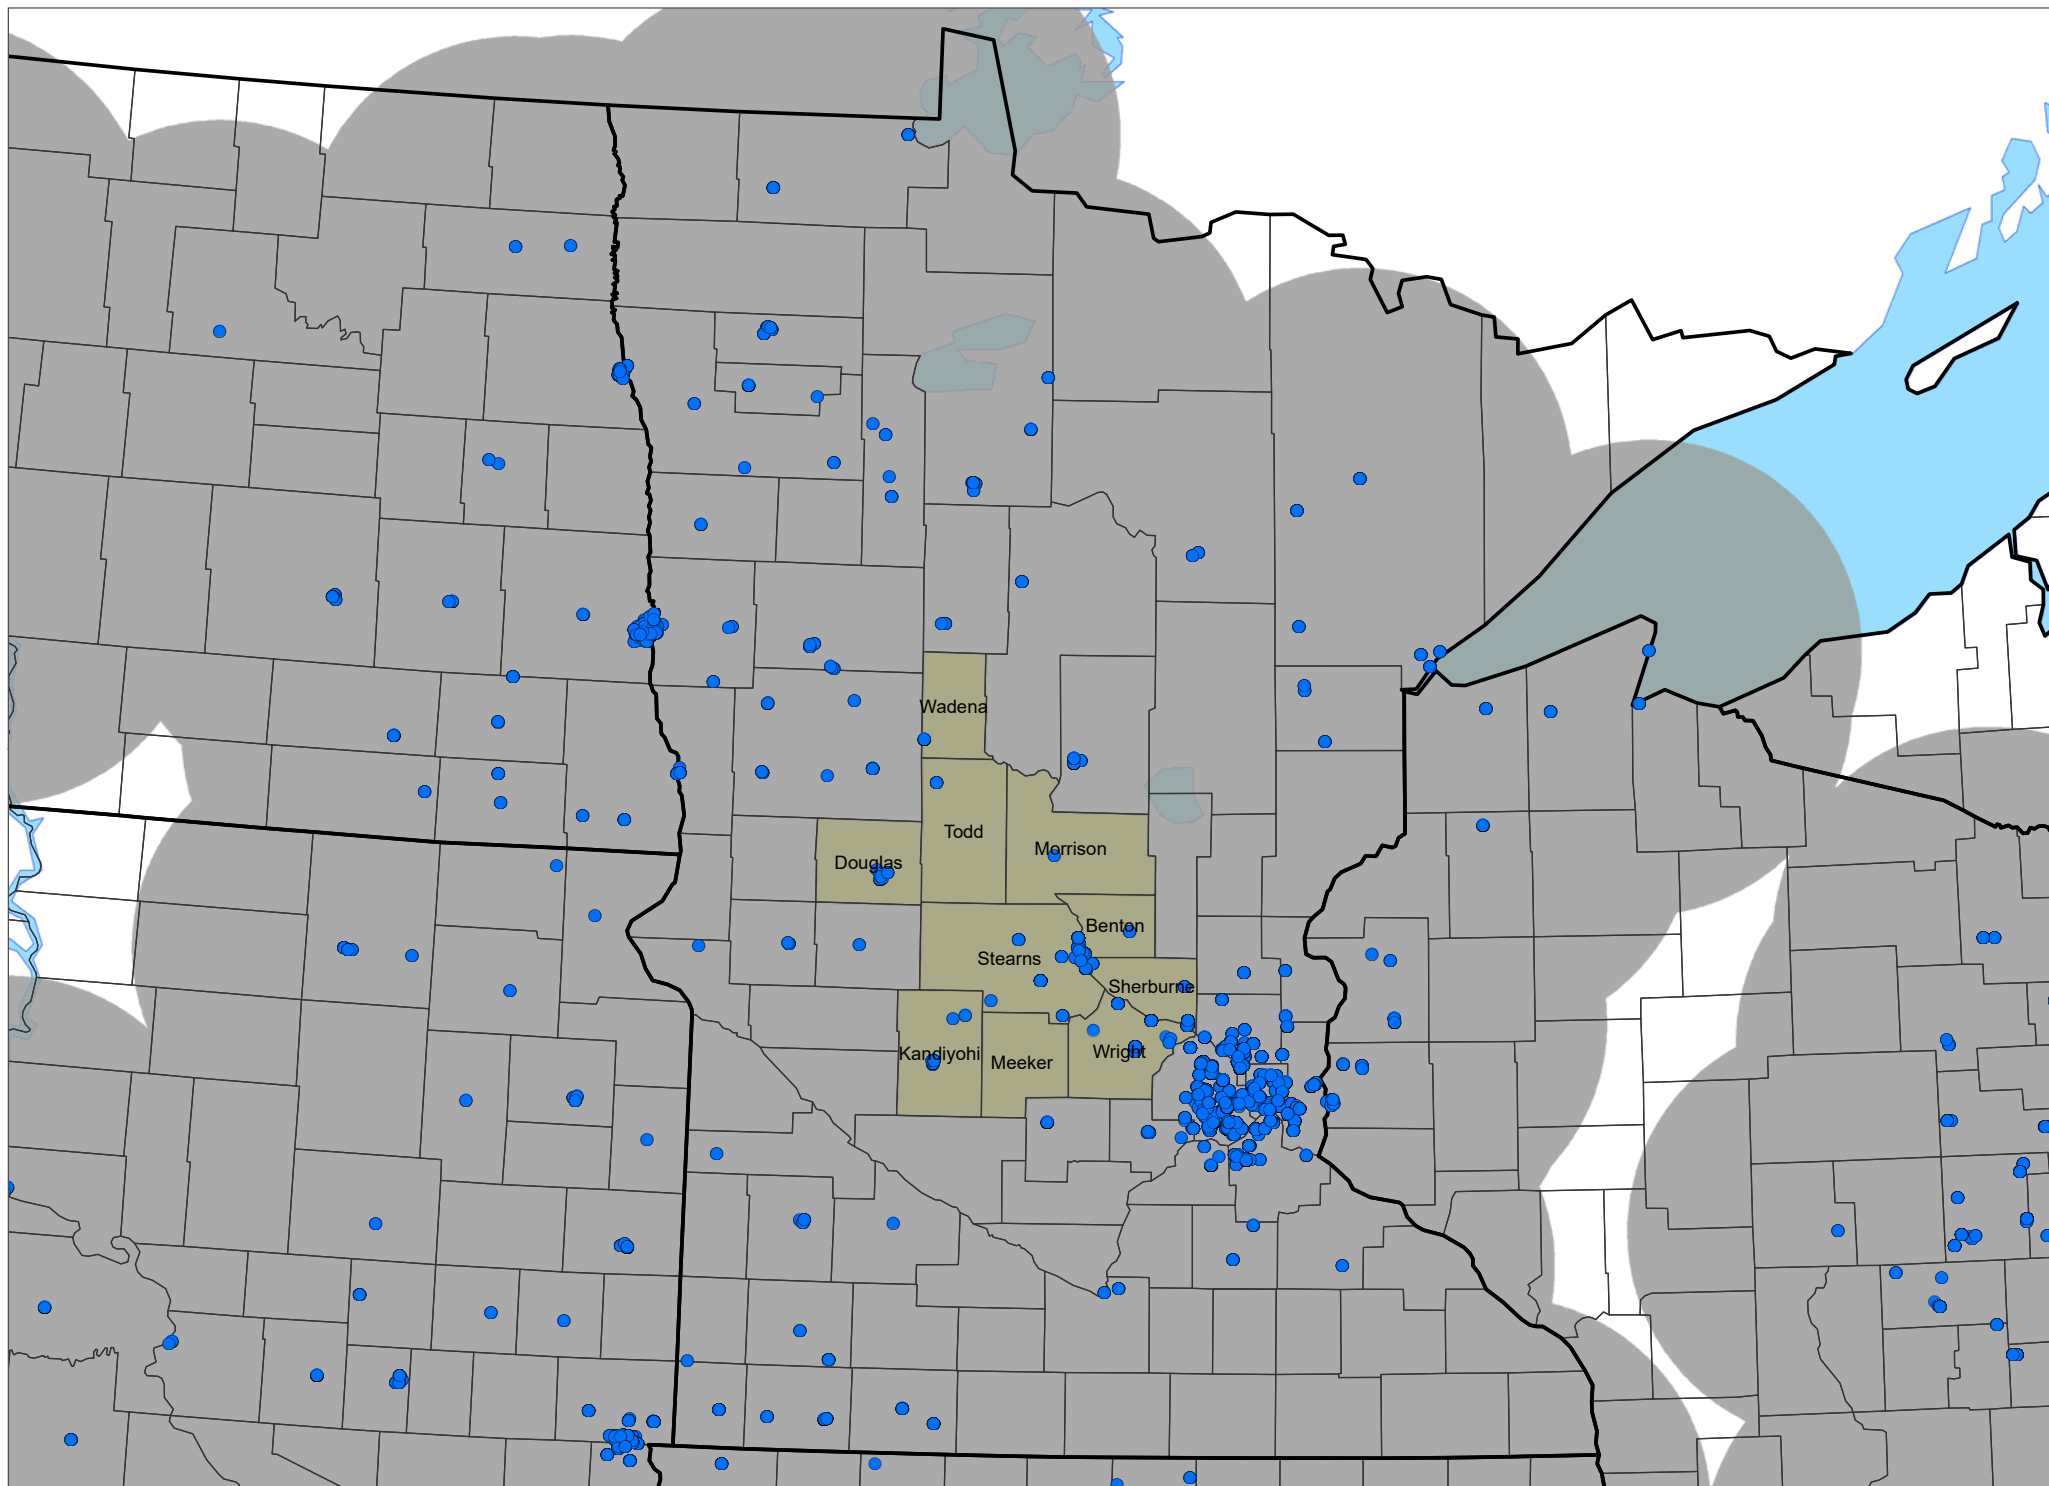 Wadena
Todd
Morrison
Douglas
Benton
Stearns
Sherburne
Kandiyohi
Meeker
Wright